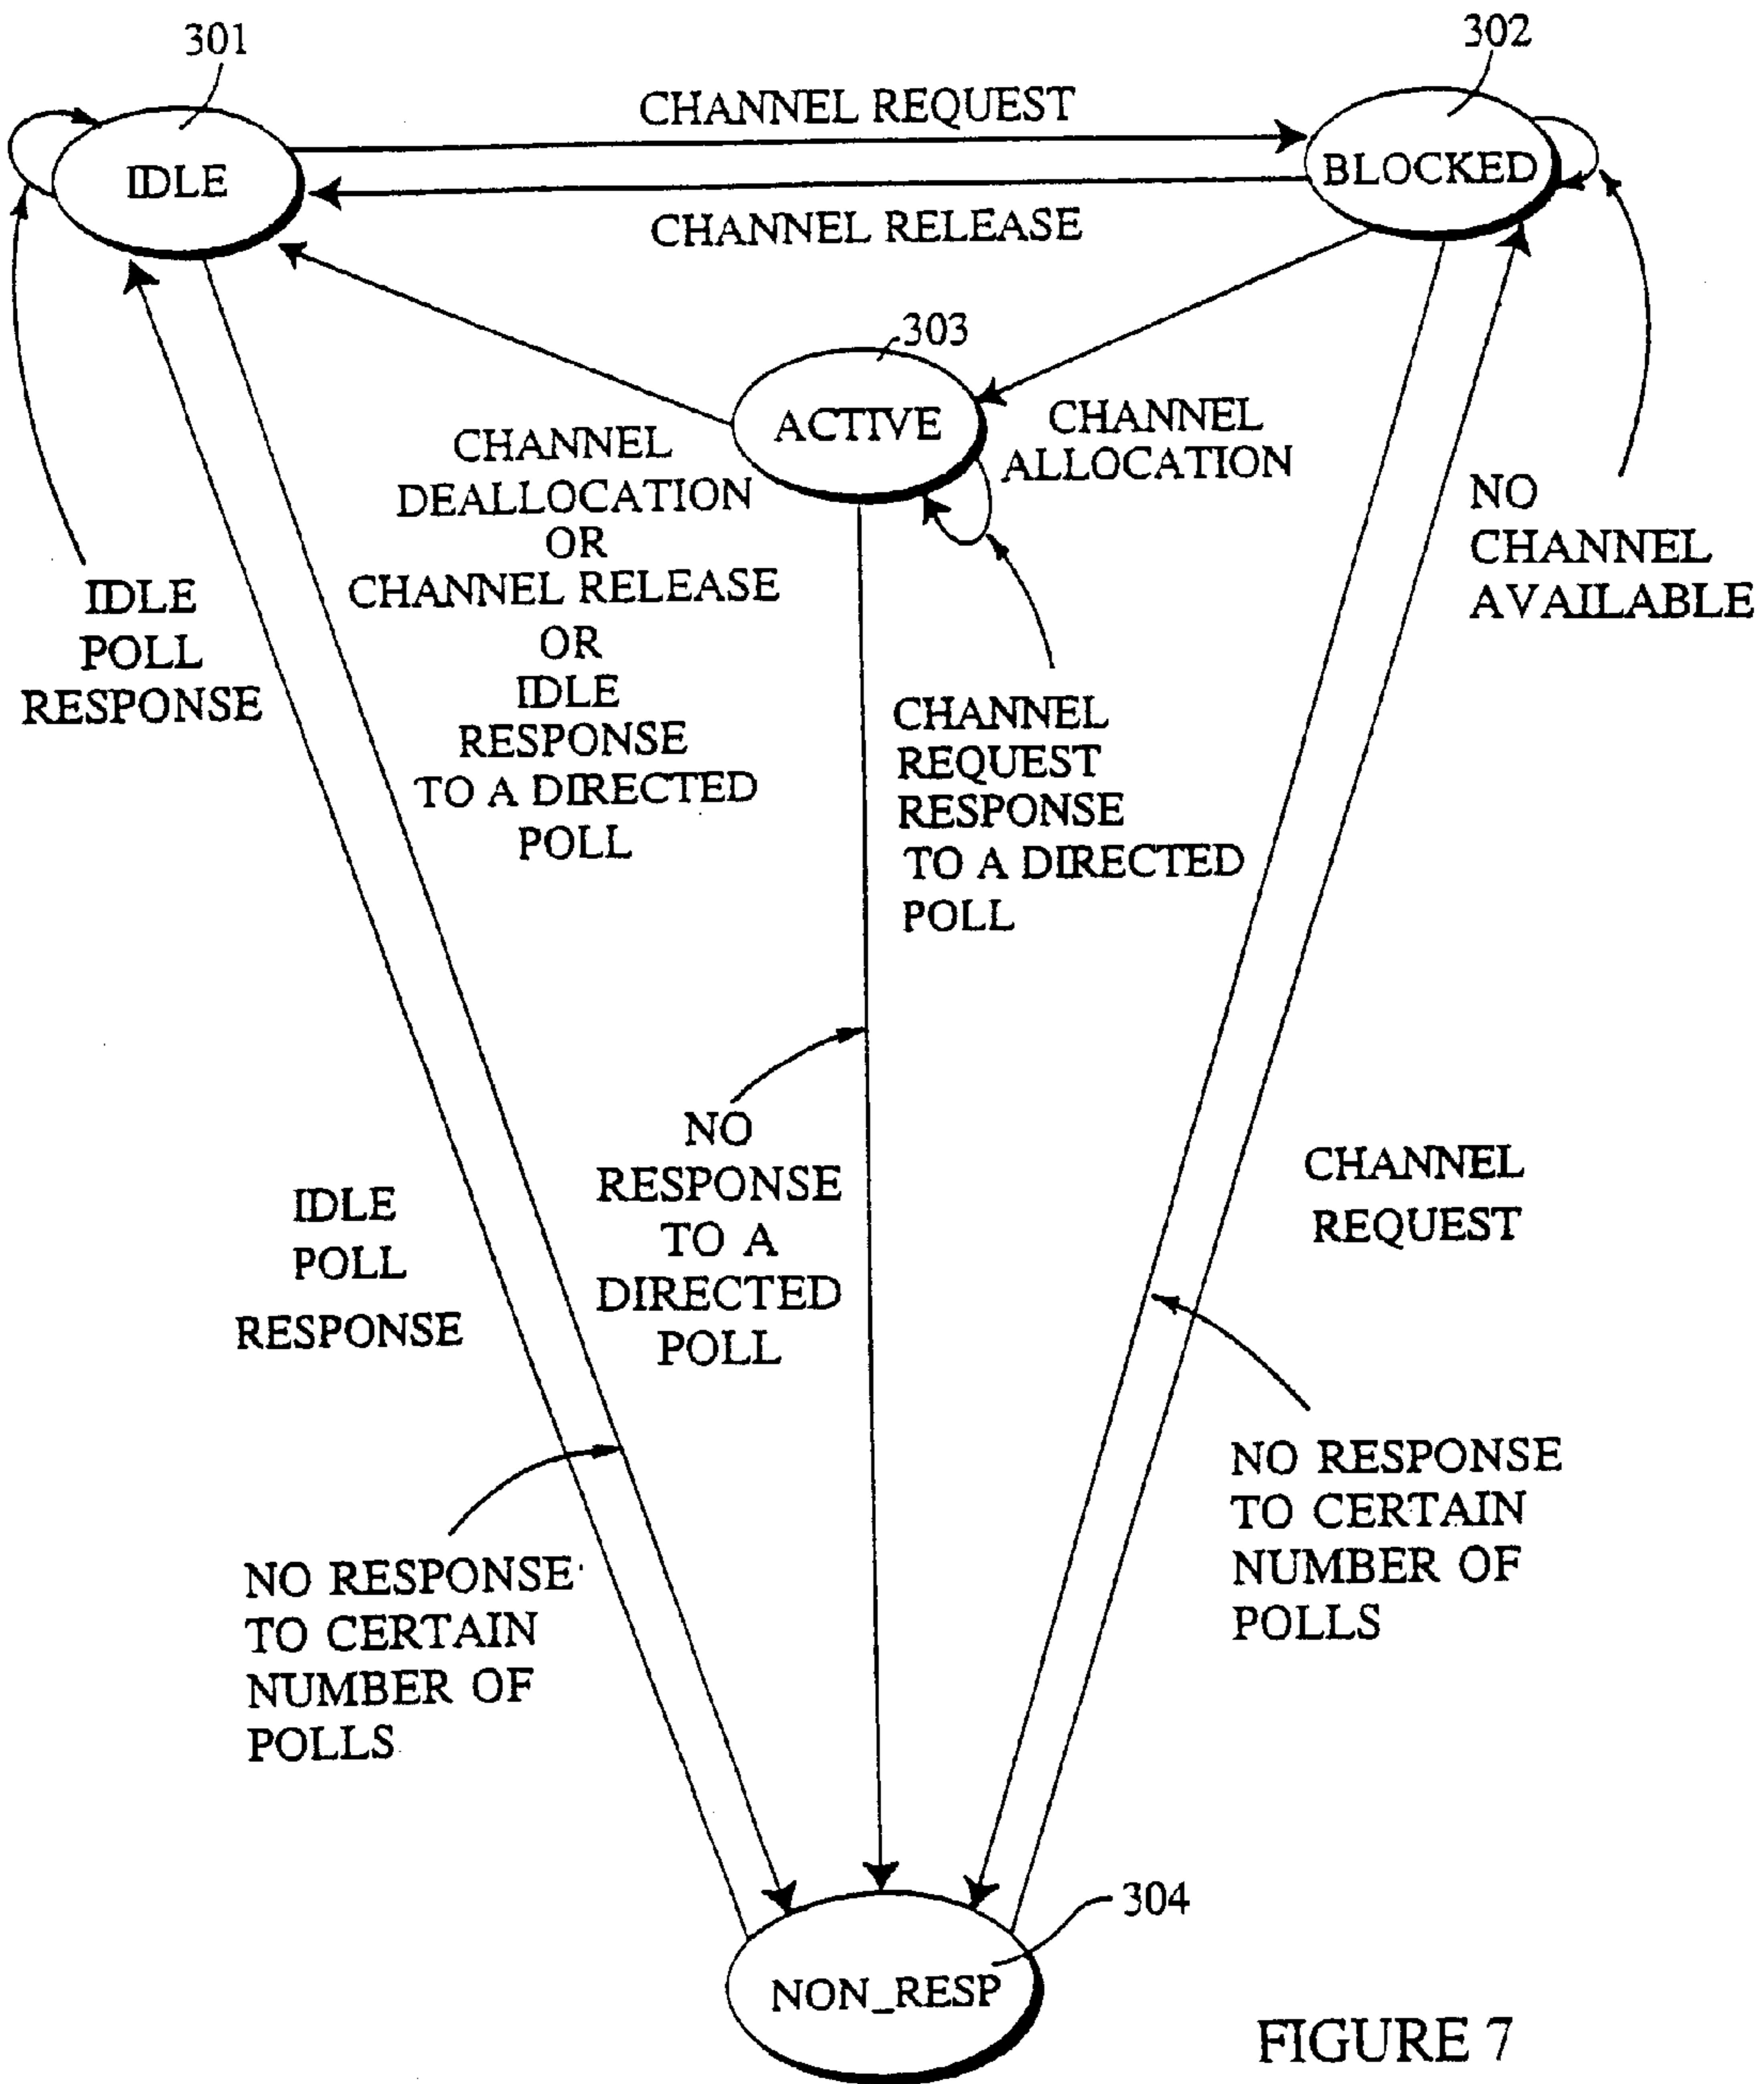 301
302
CHANNEL REQUEST
IDLE
BLOCKED
CHANNEL RELEASE
303
ACTIVE
CHANNEL
ALLOCATION
CHANNEL
DEALLOCATION
OR
CHANNEL RELEASE
OR
IDLE
RESPONSE
TO A DIRECTED
POLL
NO
CHANNEL
AVAILABLE
IDLE
POLL
RESPONSE
CHANNEL
REQUEST
RESPONSE
TO A DIRECTED
POLL
NO
RESPONSE
TO A
DIRECTED
POLL
CHANNEL
REQUEST
IDLE
POLL
RESPONSE
NO RESPONSE
TO CERTAIN
NUMBER OF
POLLS
NO RESPONSE
TO CERTAIN
NUMBER OF
POLLS
304
NON_RESP
FIGURE 7